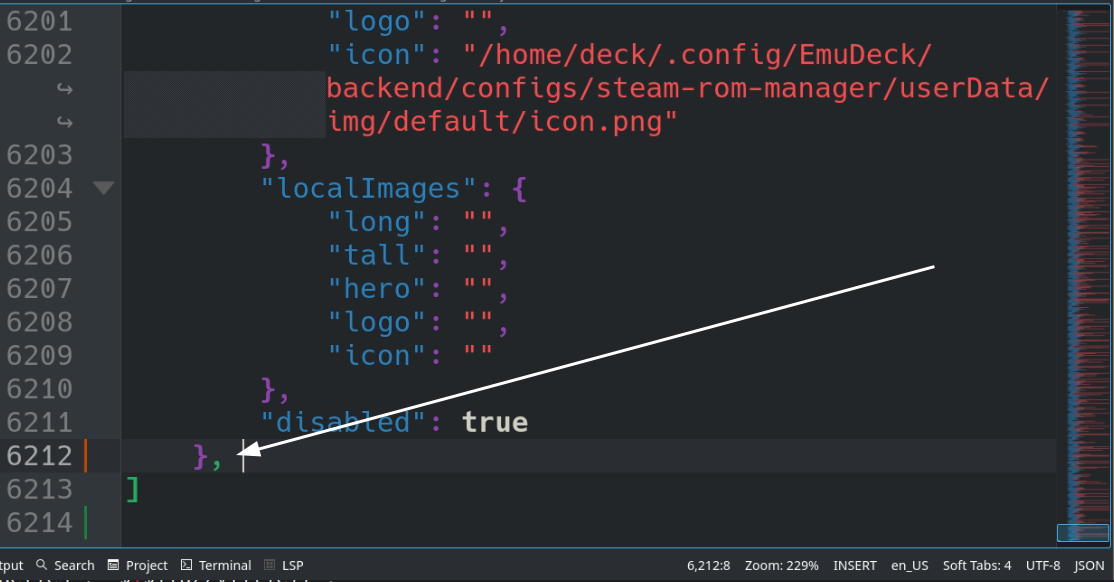 6201 "logo": "",
6202 "icon": "/home/deck/.config/EmuDeck/
backend/configs/steam-rom-manager/userData/
img/default/icon.png"
6203 },
6204 "localImages": {
6205 "long": "",
6206 "tall": "",
6207 "hero": "",
6208 "logo": "",
6209 "icon": ""
6210 },
6211 "disabled": true
6212 },
6213 ]
6214
tput Search Project Terminal LSP 6,212:8 Zoom: 229% INSERT en_US Soft Tabs: 4 UTF-8 JSON